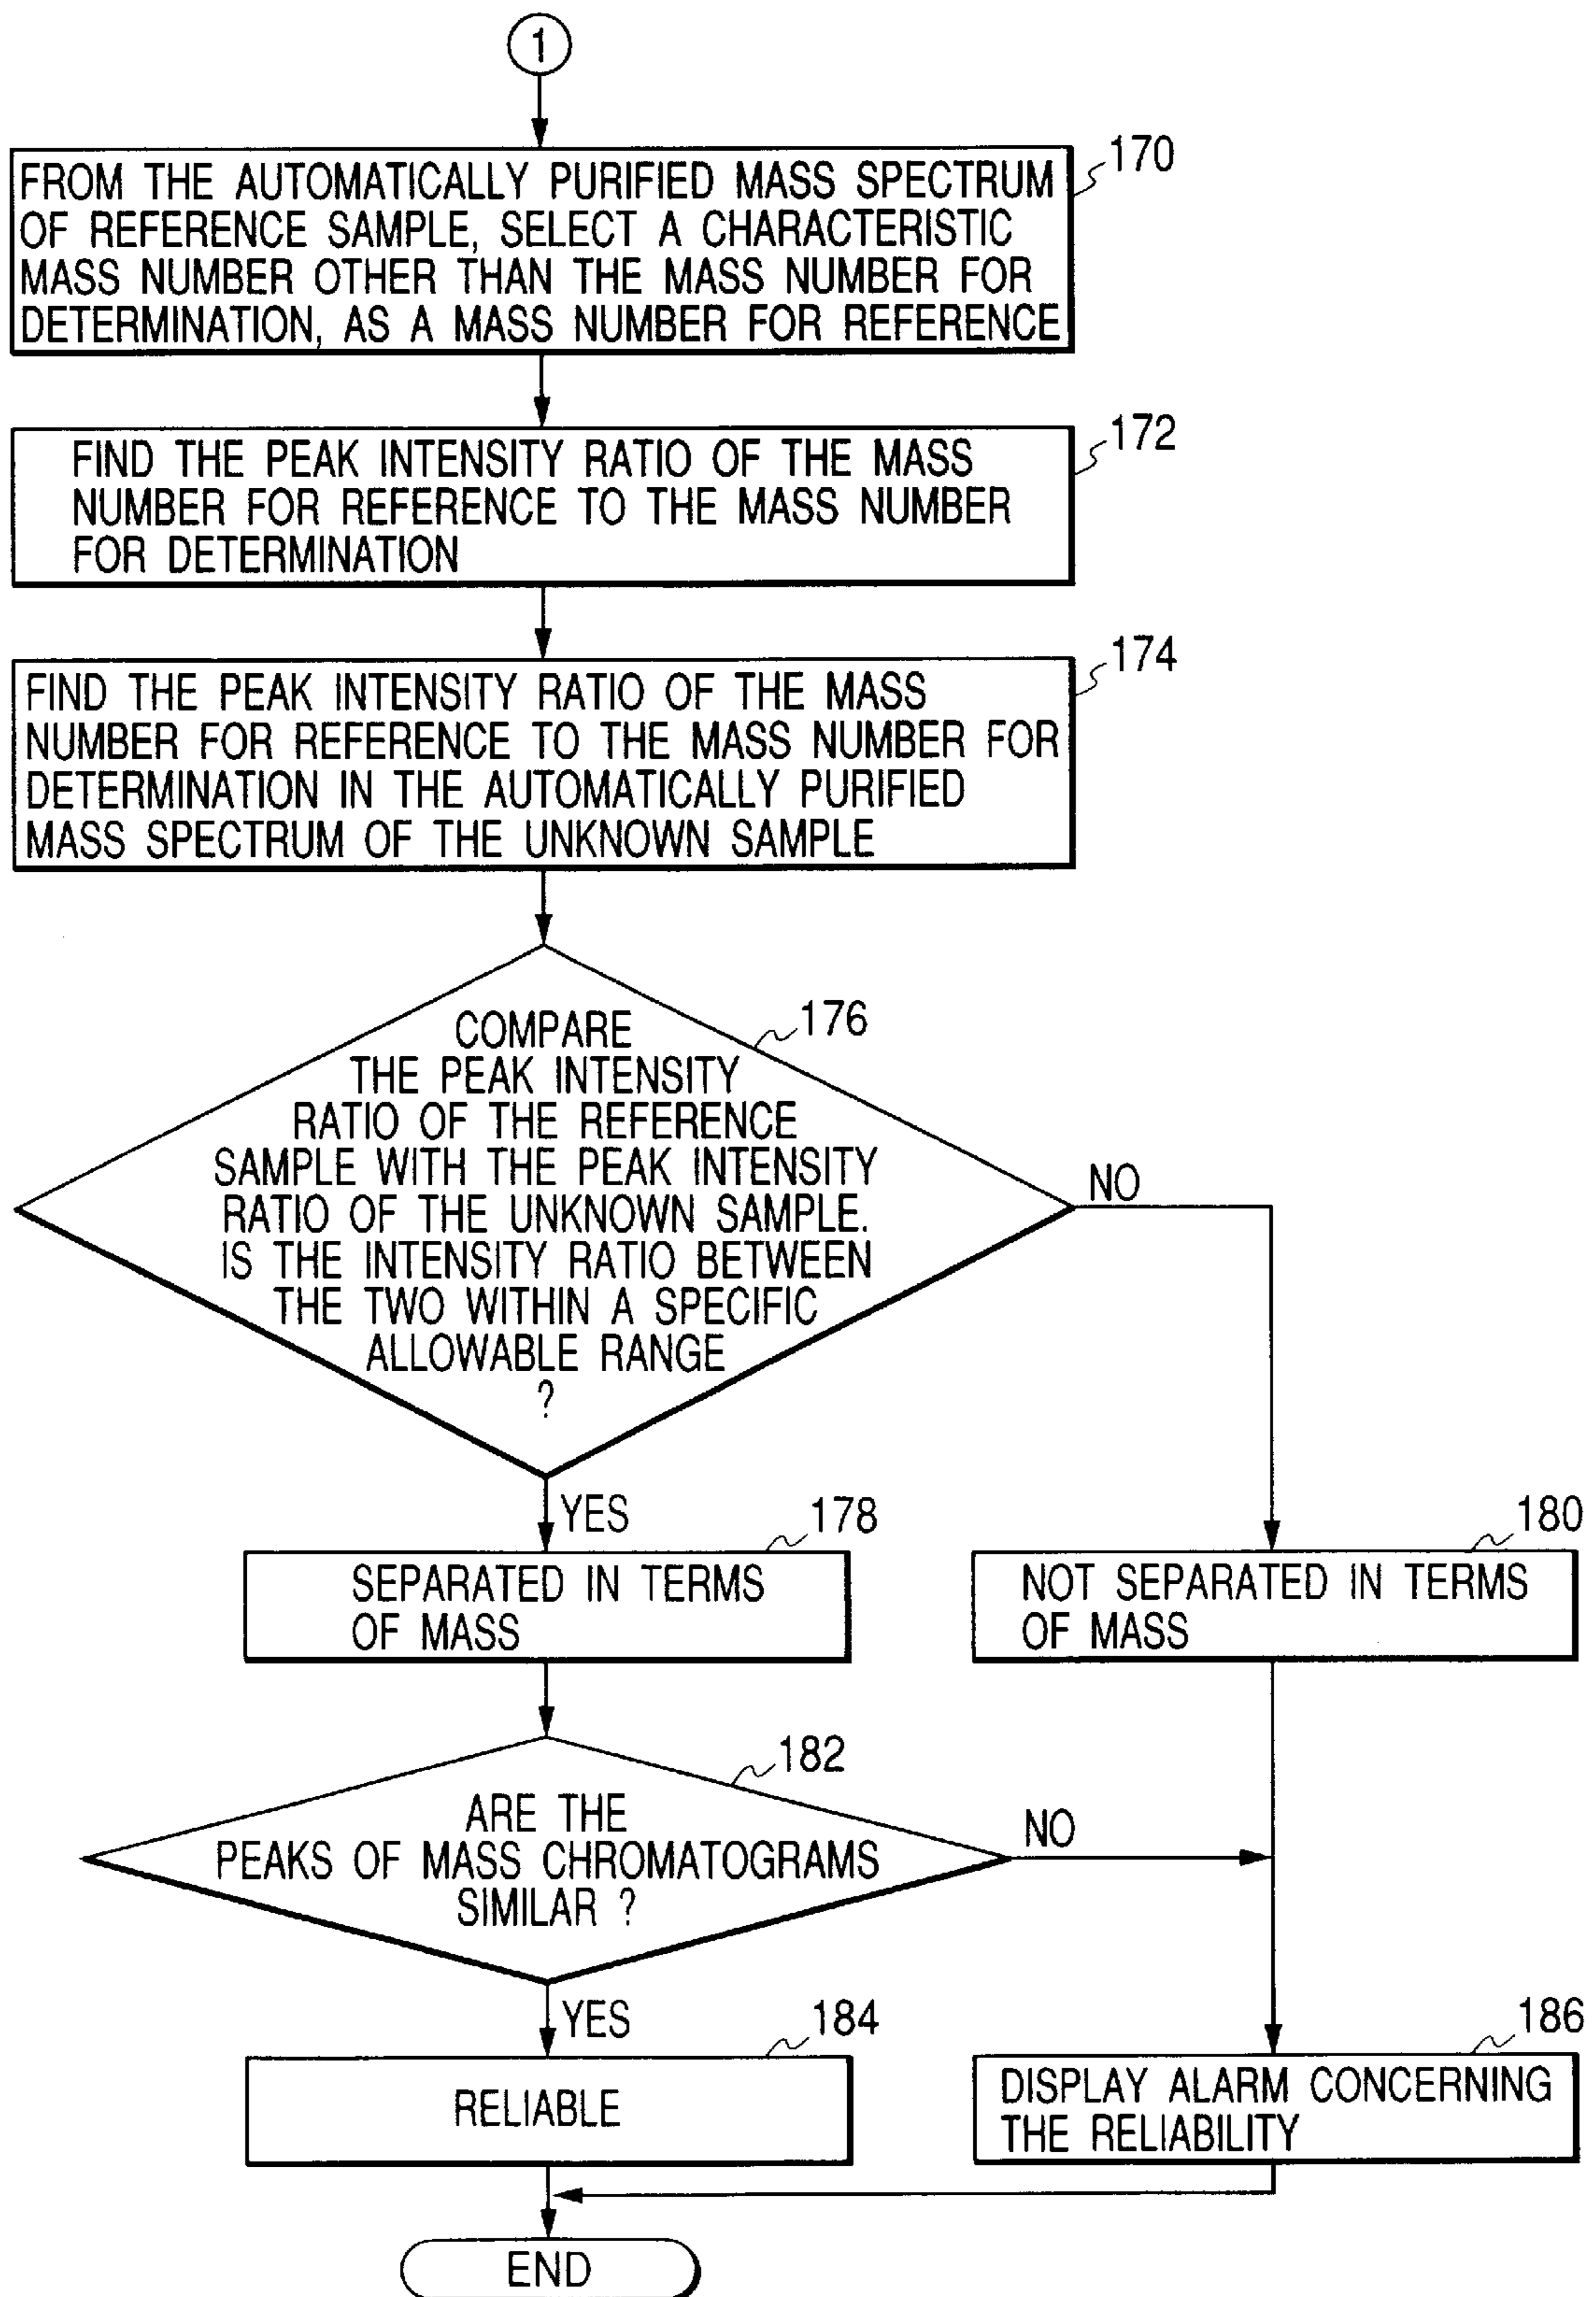 1
170
FROM THE AUTOMATICALLY PURIFIED MASS SPECTRUM
OF REFERENCE SAMPLE, SELECT A CHARACTERISTIC
MASS NUMBER OTHER THAN THE MASS NUMBER FOR
DETERMINATION, AS A MASS NUMBER FOR REFERENCE
172
FIND THE PEAK INTENSITY RATIO OF THE MASS
NUMBER FOR REFERENCE TO THE MASS NUMBER
FOR DETERMINATION
174
FIND THE PEAK INTENSITY RATIO OF THE MASS
NUMBER FOR REFERENCE TO THE MASS NUMBER FOR
DETERMINATION IN THE AUTOMATICALLY PURIFIED
MASS SPECTRUM OF THE UNKNOWN SAMPLE
176
COMPARE
THE PEAK INTENSITY
RATIO OF THE REFERENCE
SAMPLE WITH THE PEAK INTENSITY
RATIO OF THE UNKNOWN SAMPLE.
IS THE INTENSITY RATIO BETWEEN
THE TWO WITHIN A SPECIFIC
ALLOWABLE RANGE
?
NO
YES
178
SEPARATED IN TERMS
OF MASS
180
NOT SEPARATED IN TERMS
OF MASS
182
ARE THE
PEAKS OF MASS CHROMATOGRAMS
SIMILAR ?
NO
YES
184
RELIABLE
186
DISPLAY ALARM CONCERNING
THE RELIABILITY
END